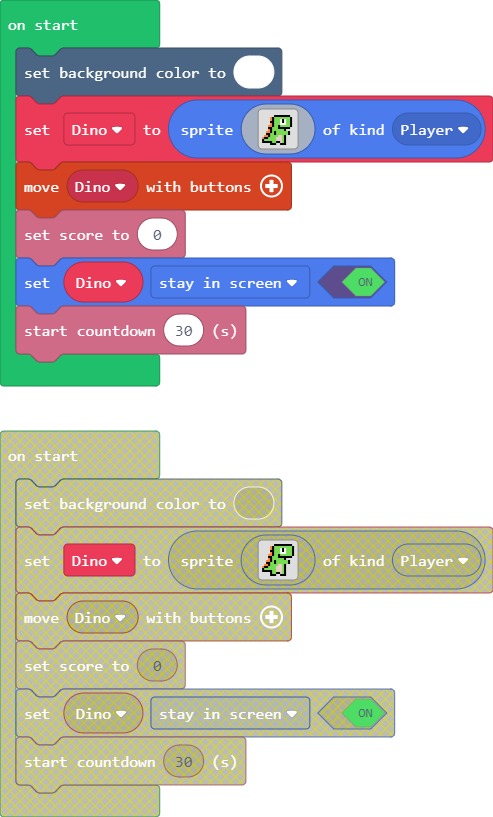 on start
set background color to
set Dino to sprite of kind Player
move Dino with buttons
set score to 0
set Dino stay in screen ON
start countdown 30 (s)
on start
set background color to
set Dino to sprite of kind Player
move Dino with buttons
set score to 0
set Dino stay in screen ON
start countdown 30 (s)